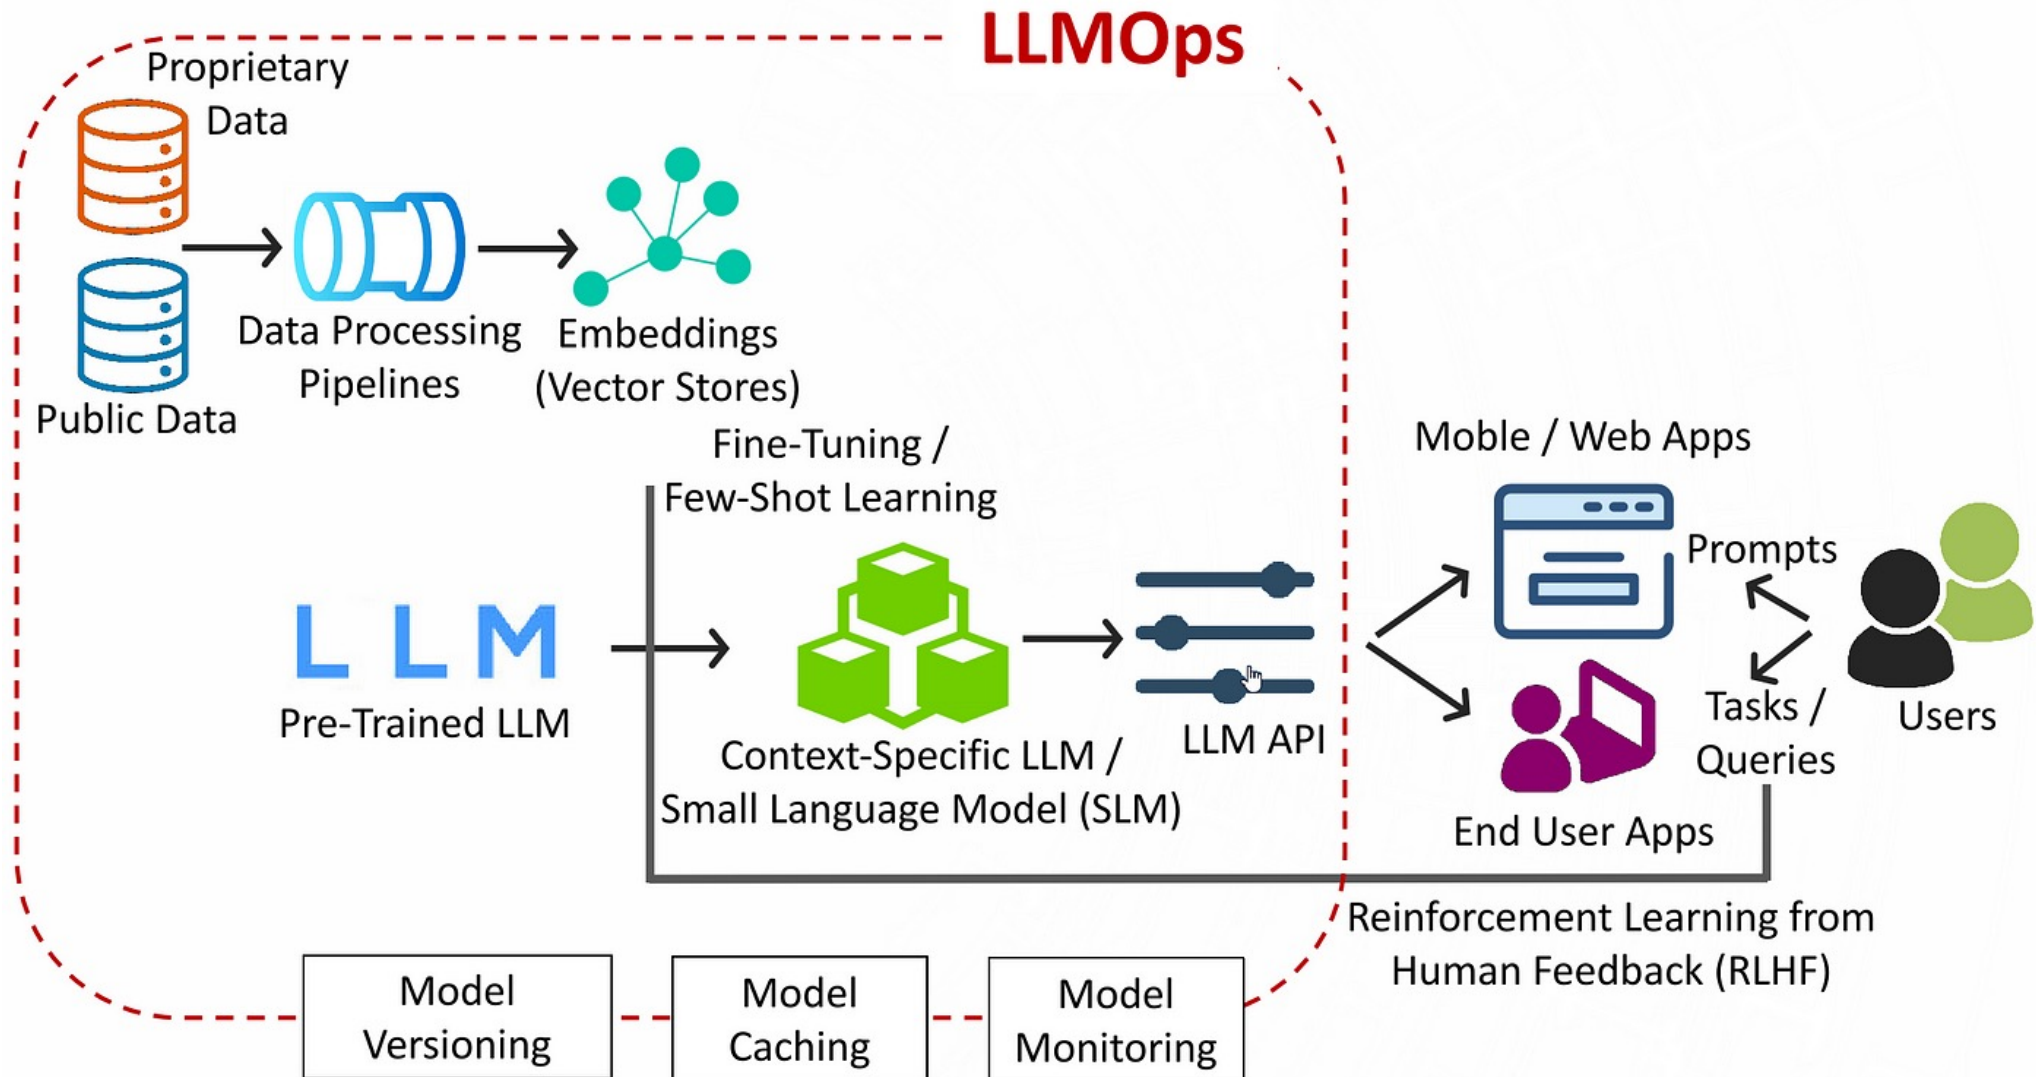 LLMOps
Proprietary
Data
Public Data
Data Processing
Pipelines
Embeddings
(Vector Stores)
Fine-Tuning /
Few-Shot Learning
LLM
Pre-Trained LLM
Context-Specific LLM /
Small Language Model (SLM)
LLM API
Moble / Web Apps
Prompts
Tasks /
Queries
Users
End User Apps
Reinforcement Learning from
Human Feedback (RLHF)
Model
Versioning
Model
Caching
Model
Monitoring